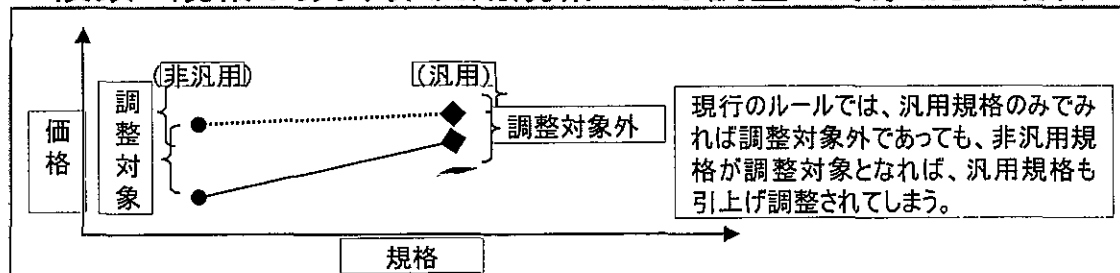 (非汎用)
(汎用)
調整対象
価格
調整対象外
現行のルールでは、汎用規格のみでみ
れば調整対象外であっても、非汎用規
格が調整対象となれば、汎用規格も
引上げ調整されてしまう。
規格